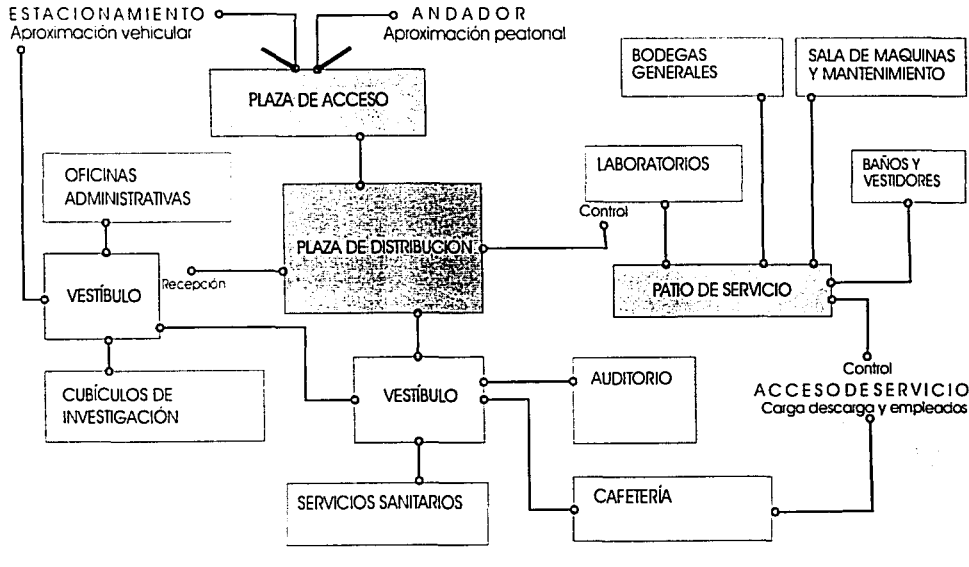 ESTACIONAMIENTO
Aproximación vehicular
ANDADOR
Aproximación peatonal
PLAZA DE ACCESO
BODEGAS
GENERALES
SALA DE MAQUINAS
Y MANTENIMIENTO
OFICINAS
ADMINISTRATIVAS
LABORATORIOS
BAÑOS Y
VESTIDORES
Control
PLAZA DE DISTRIBUCION
Recepción
VESTÍBULO
PATIO DE SERVICIO
CUBÍCULOS DE
INVESTIGACIÓN
VESTÍBULO
AUDITORIO
Control
ACCESO DE SERVICIO
Carga descarga y empleados
SERVICIOS SANITARIOS
CAFETERÍA